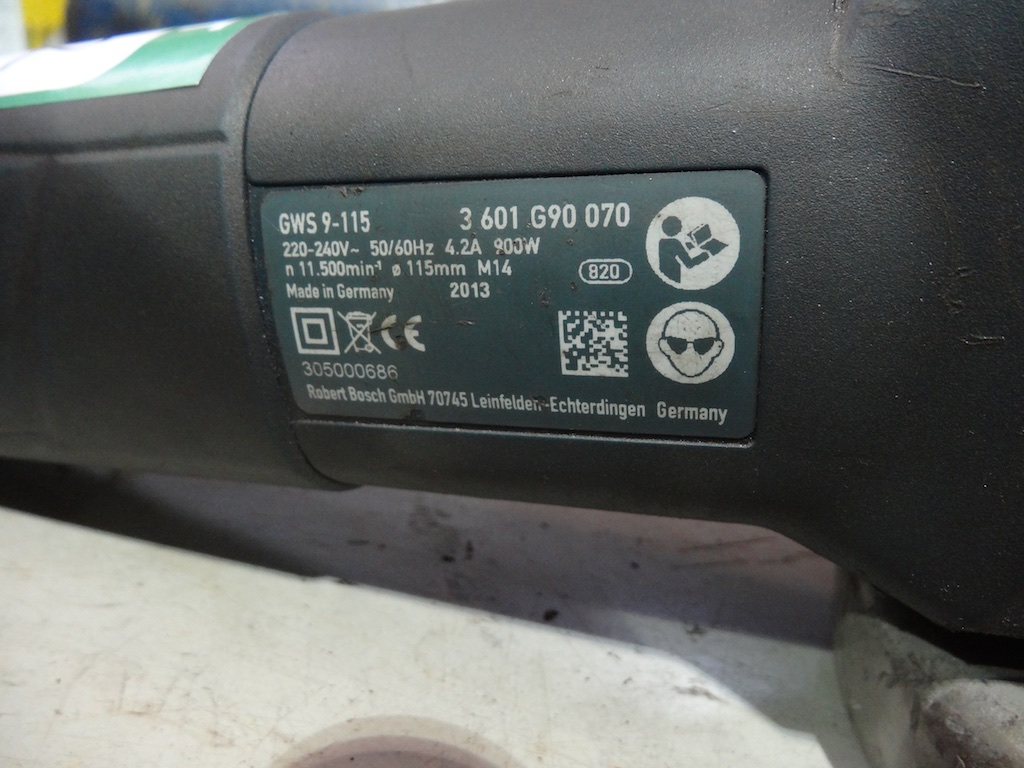 GWS 9-115 3 601 G90 070
220-240V~ 50/60Hz 4.2A 900W
n 11.500min⁻¹ ø 115mm M14 820
Made in Germany 2013
CE
305000686
Robert Bosch GmbH 70745 Leinfelden-Echterdingen Germany